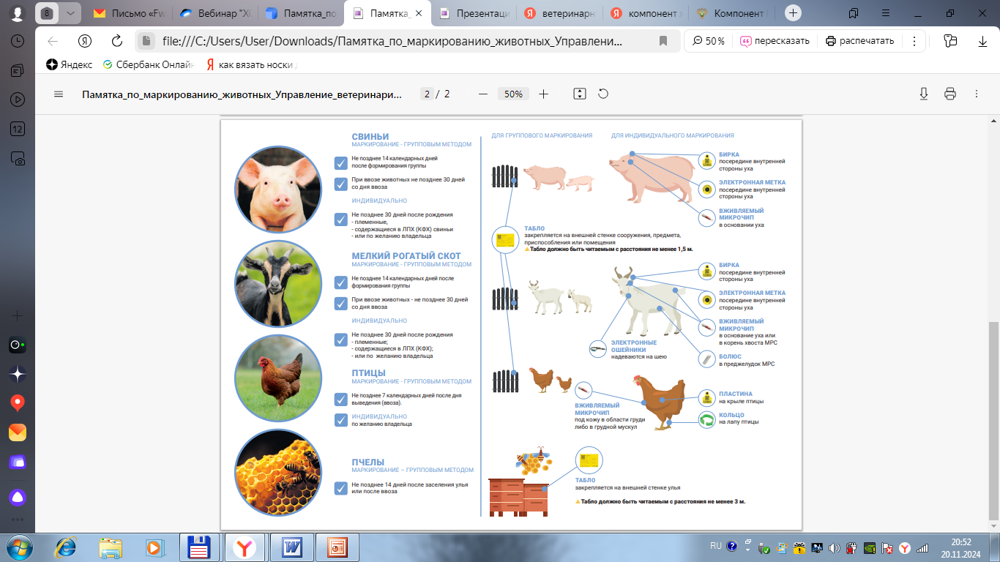 8
Письмо «Fw
Вебинар "ХС
Памятка_по
Памятка_
Презентаци
ветеринарн
компонент х
Компонент
file:///C:/Users/User/Downloads/Памятка_по_маркированию_животных_Управлени...
50%
пересказать
распечатать
Яндекс
Сбербанк Онлайн
как вязать носки
Памятка_по_маркированию_животных_Управление_ветеринари...
2 / 2
50%
12
СВИНЬИ
МАРКИРОВАНИЕ - ГРУППОВЫМ МЕТОДОМ
Не позднее 14 календарных дней
после формирования группы
При ввозе животных не позднее 30 дней
со дня ввоза
ИНДИВИДУАЛЬНО
Не позднее 30 дней после рождения
- племенные,
- содержащиеся в ЛПХ (КФХ) свиньи
- или по желанию владельца
МЕЛКИЙ РОГАТЫЙ СКОТ
МАРКИРОВАНИЕ - ГРУППОВЫМ МЕТОДОМ
Не позднее 14 календарных дней после
формирования группы
При ввозе животных - не позднее 30 дней
со дня ввоза
ИНДИВИДУАЛЬНО
Не позднее 30 дней после рождения
- племенные;
- содержащиеся в ЛПХ (КФХ);
- или по желанию владельца
ПТИЦЫ
МАРКИРОВАНИЕ - ГРУППОВЫМ МЕТОДОМ
Не позднее 7 календарных дней после дня
выведения (ввоза).
ИНДИВИДУАЛЬНО
по желанию владельца
ПЧЕЛЫ
МАРКИРОВАНИЕ – ГРУППОВЫМ МЕТОДОМ
Не позднее 14 дней после заселения улья
или после ввоза
ДЛЯ ГРУППОВОГО МАРКИРОВАНИЯ
ДЛЯ ИНДИВИДУАЛЬНОГО МАРКИРОВАНИЯ
БИРКА
посередине внутренней
стороны уха
ЭЛЕКТРОННАЯ МЕТКА
посередине внутренней
стороны уха
ВЖИВЛЯЕМЫЙ
МИКРОЧИП
в основании уха
ТАБЛО
закрепляется на внешней стенке сооружения, предмета,
приспособления или помещения
Табло должно быть читаемым с расстояния не менее 1,5 м.
БИРКА
посередине внутренней
стороны уха
ЭЛЕКТРОННАЯ МЕТКА
посередине внутренней
стороны уха
ВЖИВЛЯЕМЫЙ
МИКРОЧИП
в основание уха или
в корень хвоста МРС
БОЛЮС
в преджелудок МРС
ЭЛЕКТРОННЫЕ
ОШЕЙНИКИ
надеваются на шею
ВЖИВЛЯЕМЫЙ
МИКРОЧИП
под кожу в области груди
либо в грудной мускул
ПЛАСТИНА
на крыле птицы
КОЛЬЦО
на лапу птицы
ТАБЛО
закрепляется на внешней стенке улья
Табло должно быть читаемым с расстояния не менее 3 м.
RU
20:52
20.11.2024